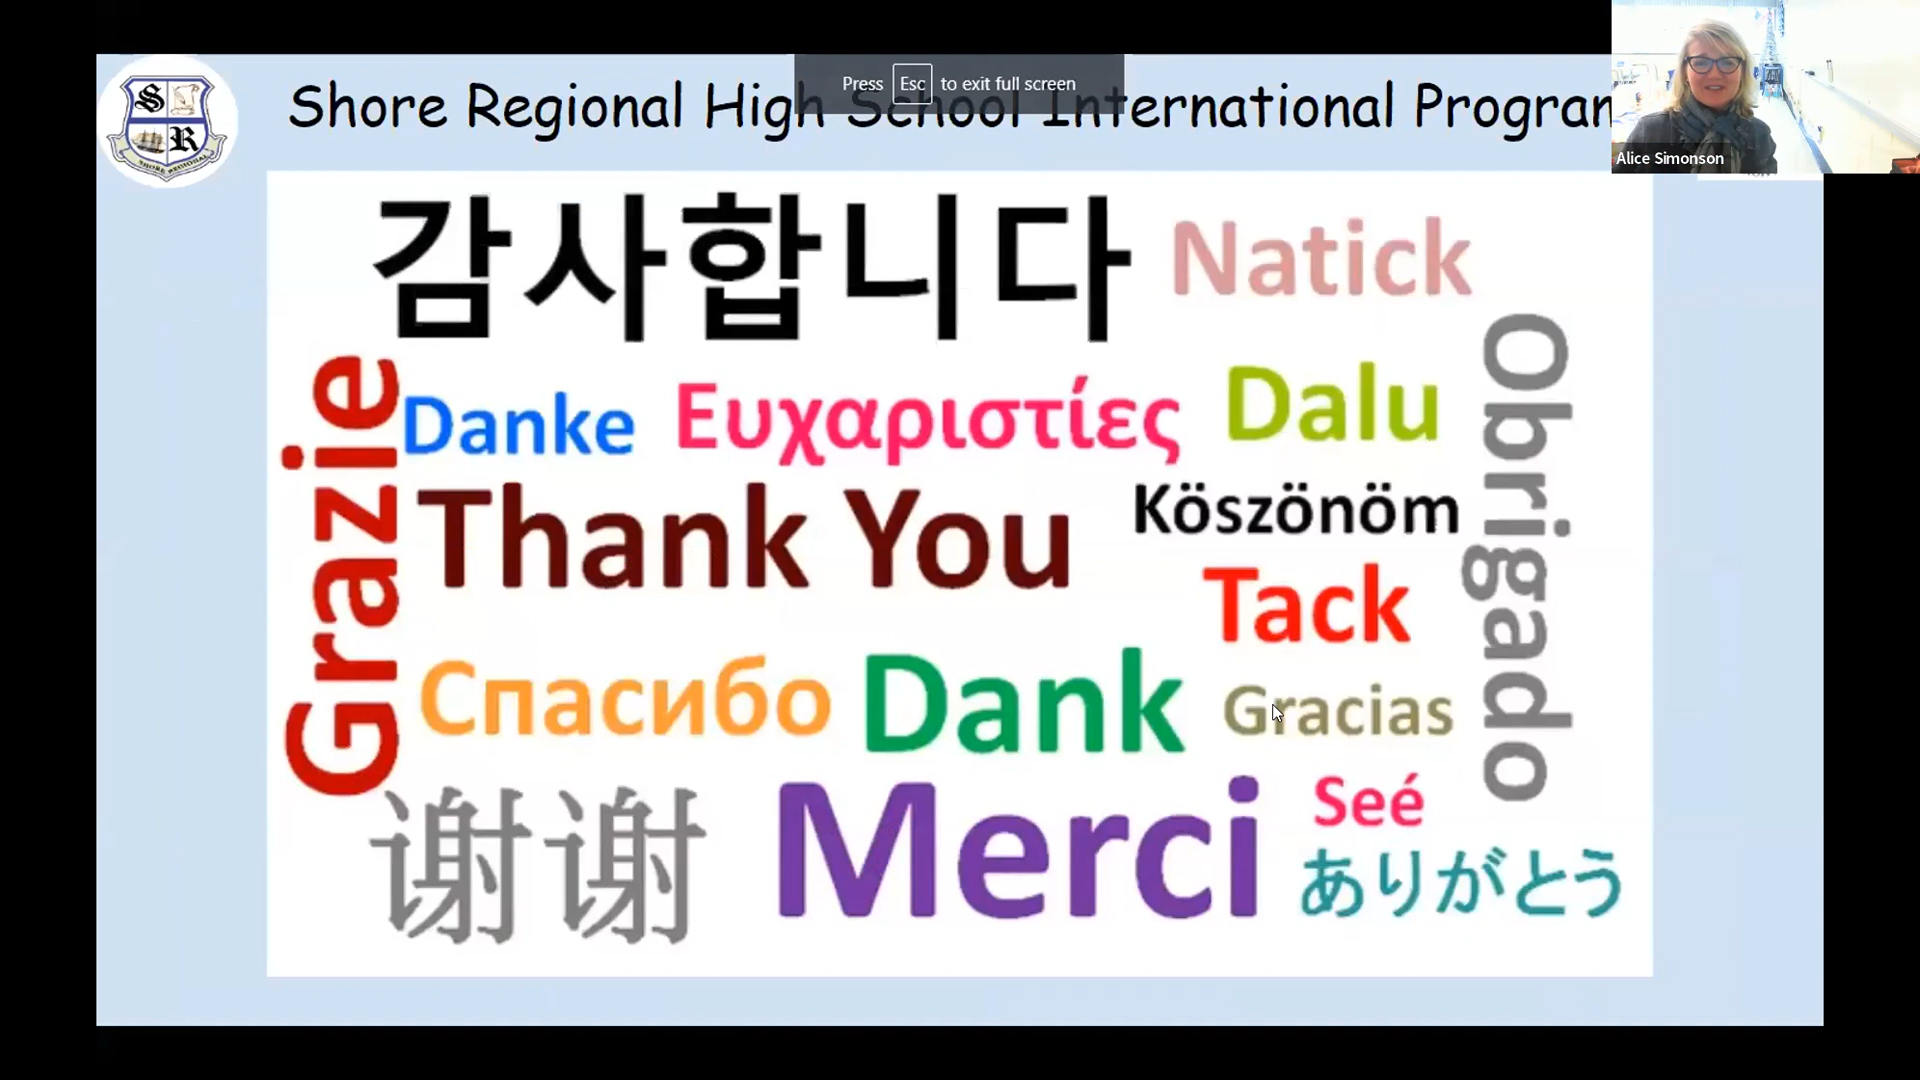 Shore Regional High School International Program
Press Esc to exit full screen
Alice Simonson
S
R
SHORE REGIONAL
감사합니다 Natick
Grazie
Danke Ευχαριστίες Dalu
Obrigado
Thank You Köszönöm
Tack
Спасибо Dank Gracias
谢谢 Merci Seé
ありがとう